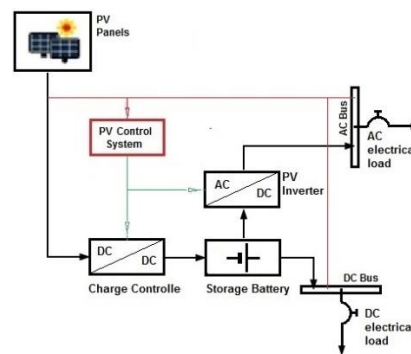 PV
Panels
PV Control
System
AC Bus
AC
electrical
load
AC
DC
PV
Inverter
DC
DC
Charge Controlle
Storage Battery
DC Bus
DC
electrical
load